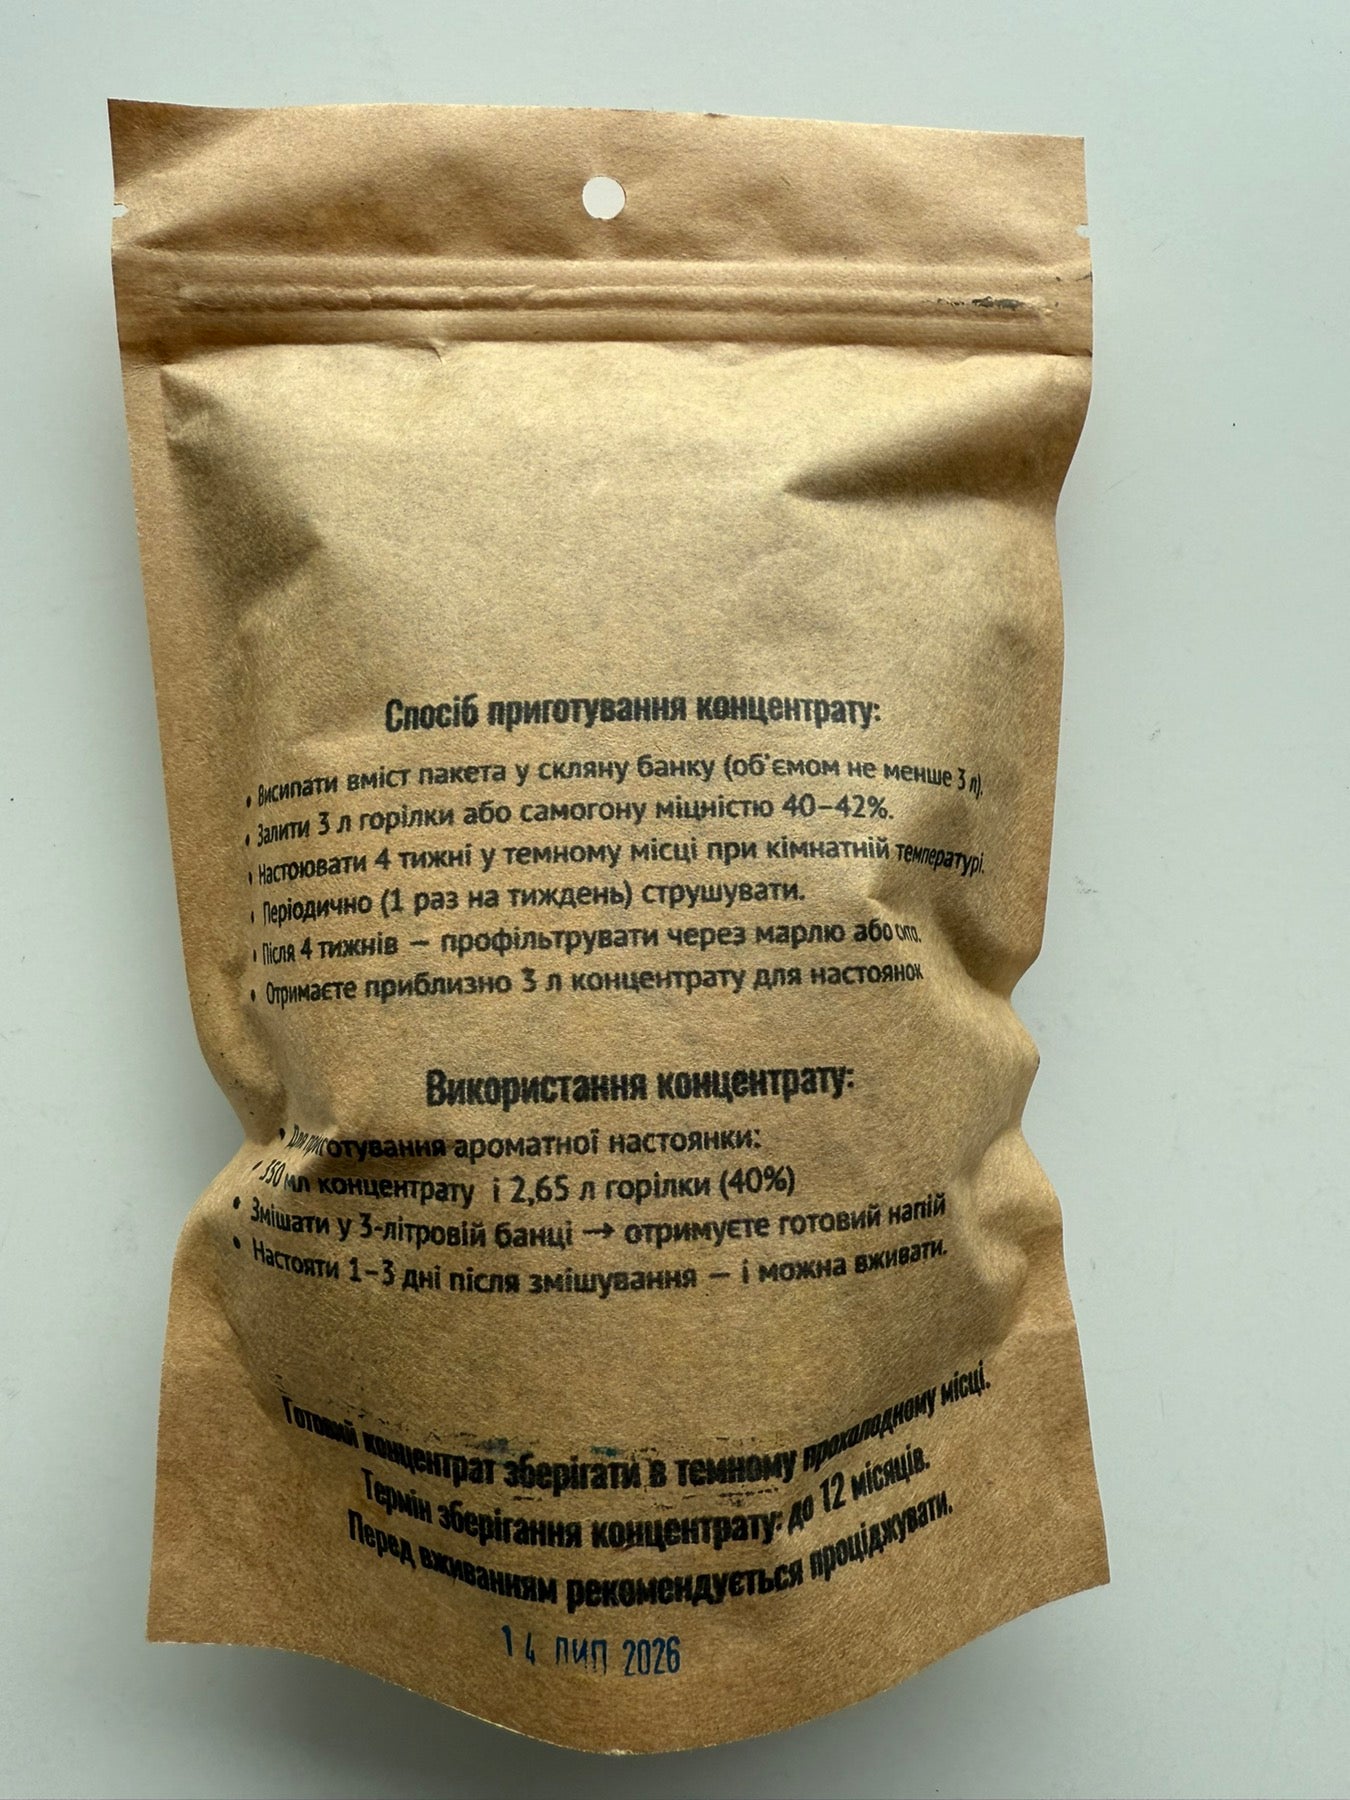 Спосіб приготування концентрату:
• Висипати вміст пакета у скляну банку (об'ємом не менше 3 л).
• Залити 3 л горілки або самогону міцністю 40–42%.
• Настоювати 4 тижні у темному місці при кімнатній температурі.
• Періодично (1 раз на тиждень) струшувати.
• Після 4 тижнів — профільтрувати через марлю або сито.
• Отримаєте приблизно 3 л концентрату для настоянок
Використання концентрату:
• Для приготування ароматної настоянки:
• 350 мл концентрату і 2,65 л горілки (40%)
• Змішати у 3-літровій банці → отримуєте готовий напій
• Настояти 1–3 дні після змішування — і можна вживати.
Готовий концентрат зберігати в темному прохолодному місці.
Термін зберігання концентрату: до 12 місяців.
Перед вживанням рекомендується проціджувати.
14 ЛИП 2026